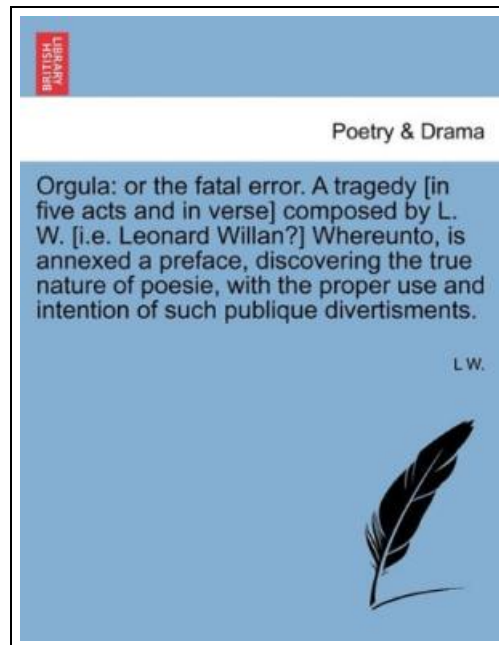 BRITISH
LIBRARY
Poetry & Drama
Orgula: or the fatal error. A tragedy [in
five acts and in verse] composed by L.
W. [i.e. Leonard Willan?] Whereunto, is
annexed a preface, discovering the true
nature of poesie, with the proper use and
intention of such publique divertisments.
L W.